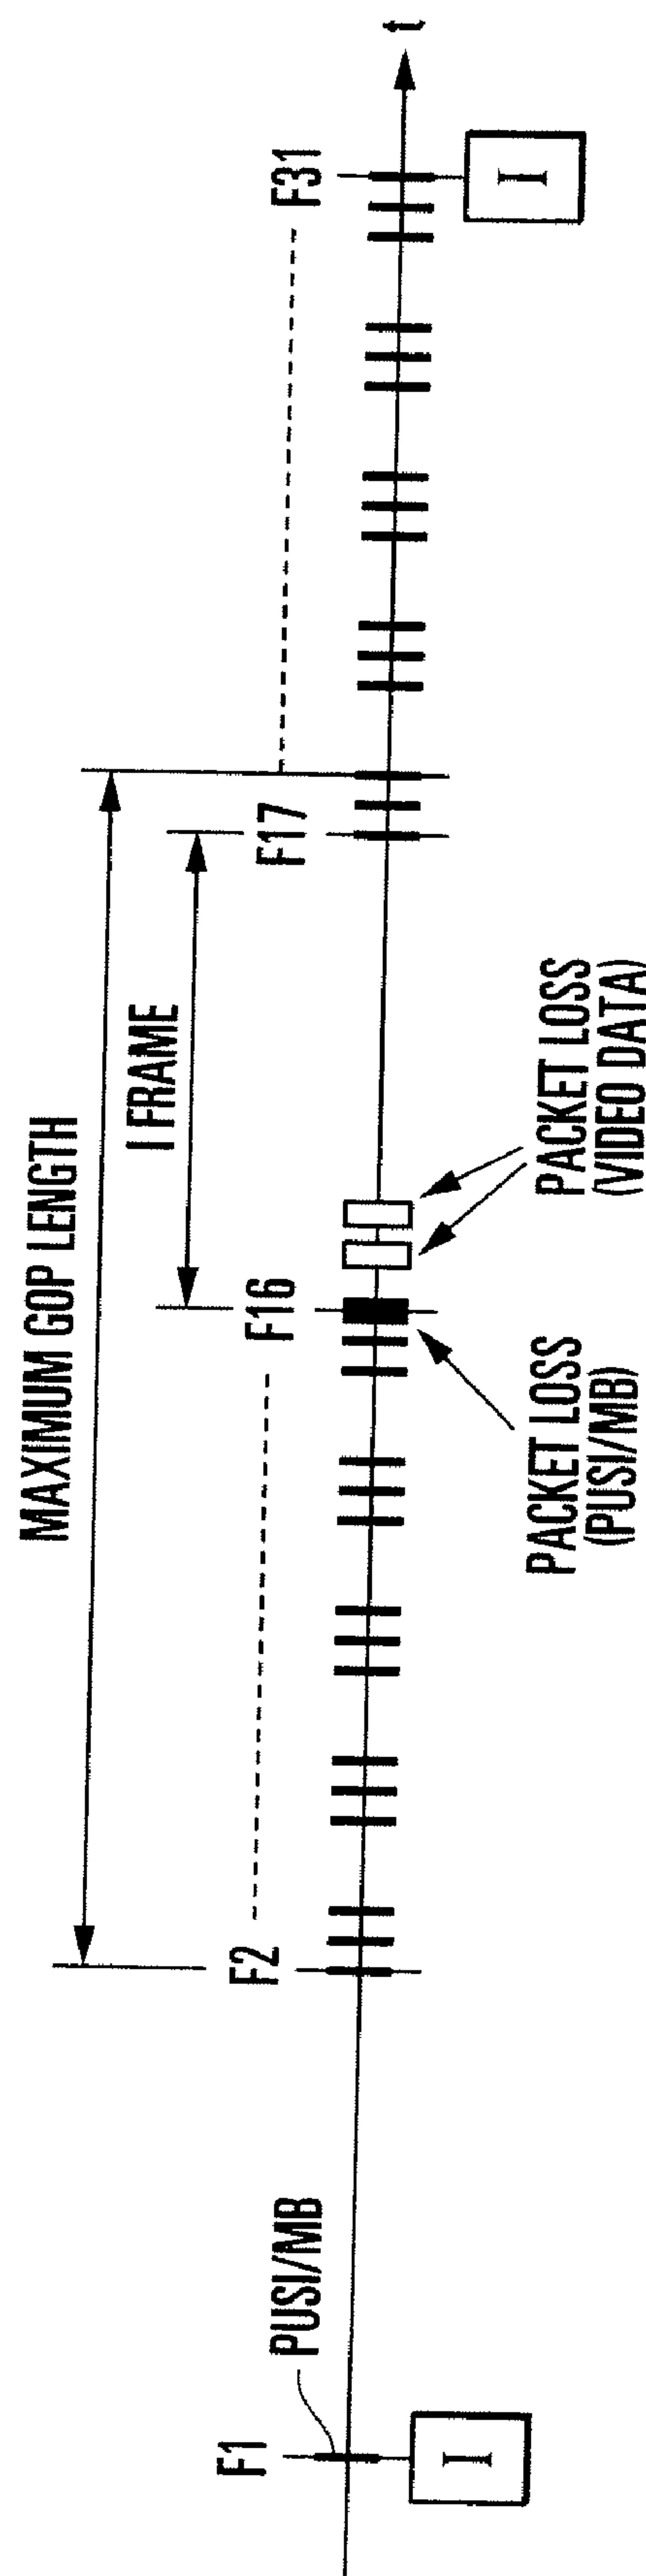 MAXIMUM GOP LENGTH
I FRAME
F1
PUSI/MB
F2
F16
F17
F31
t
I
I
PACKET LOSS
(PUSI/MB)
PACKET LOSS
(VIDEO DATA)